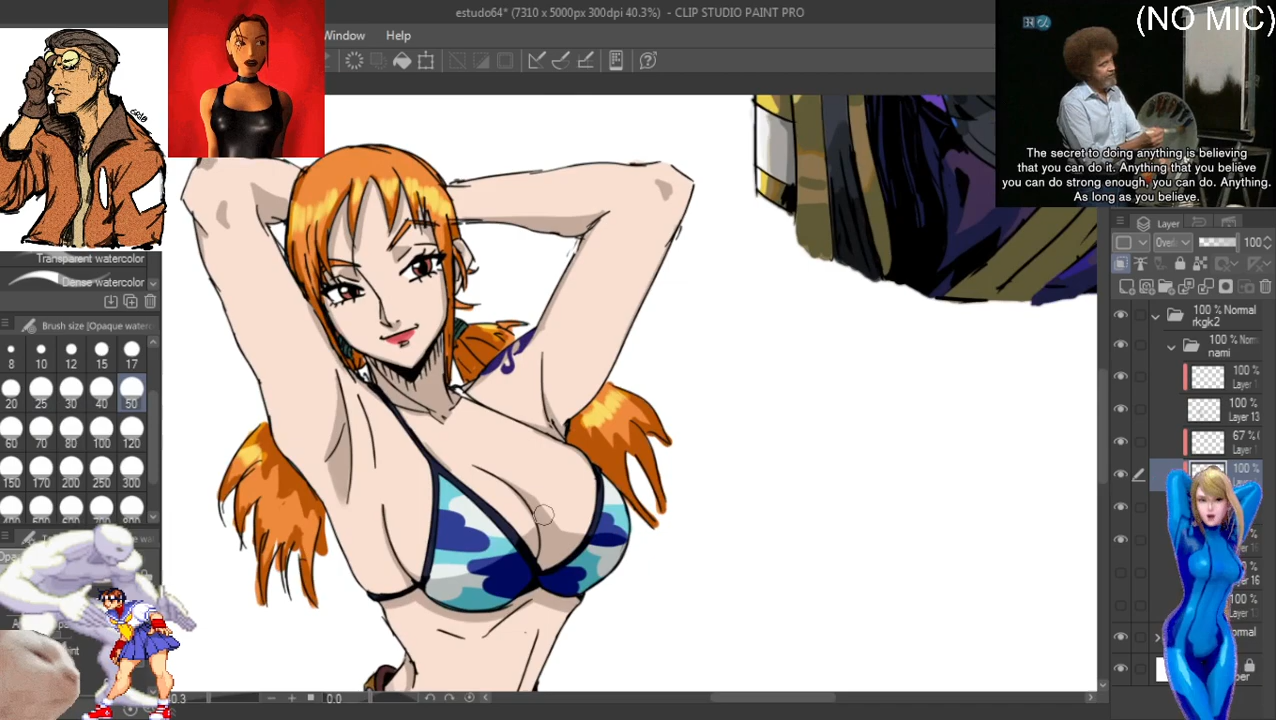 estudo64* (7310 x 5000px 300dpi 40.3%) - CLIP STUDIO PAINT PRO
(NO MIC)
Window Help
The secret to doing anything is believing
that you can do it. Anything that you believe
you can do strong enough, you can do. Anything.
As long as you believe.
Layer
100
100 % Normal
rkgk2
100 %
nami
100 %
Layer
100 %
Layer 13
67 %
100 %
Transparent watercolor
Dense watercolor
Brush size [Opaque water
8 10 12 15 17
20 25 30 40 50
60 70 80 100 120
150 170 200 250 300
0.0